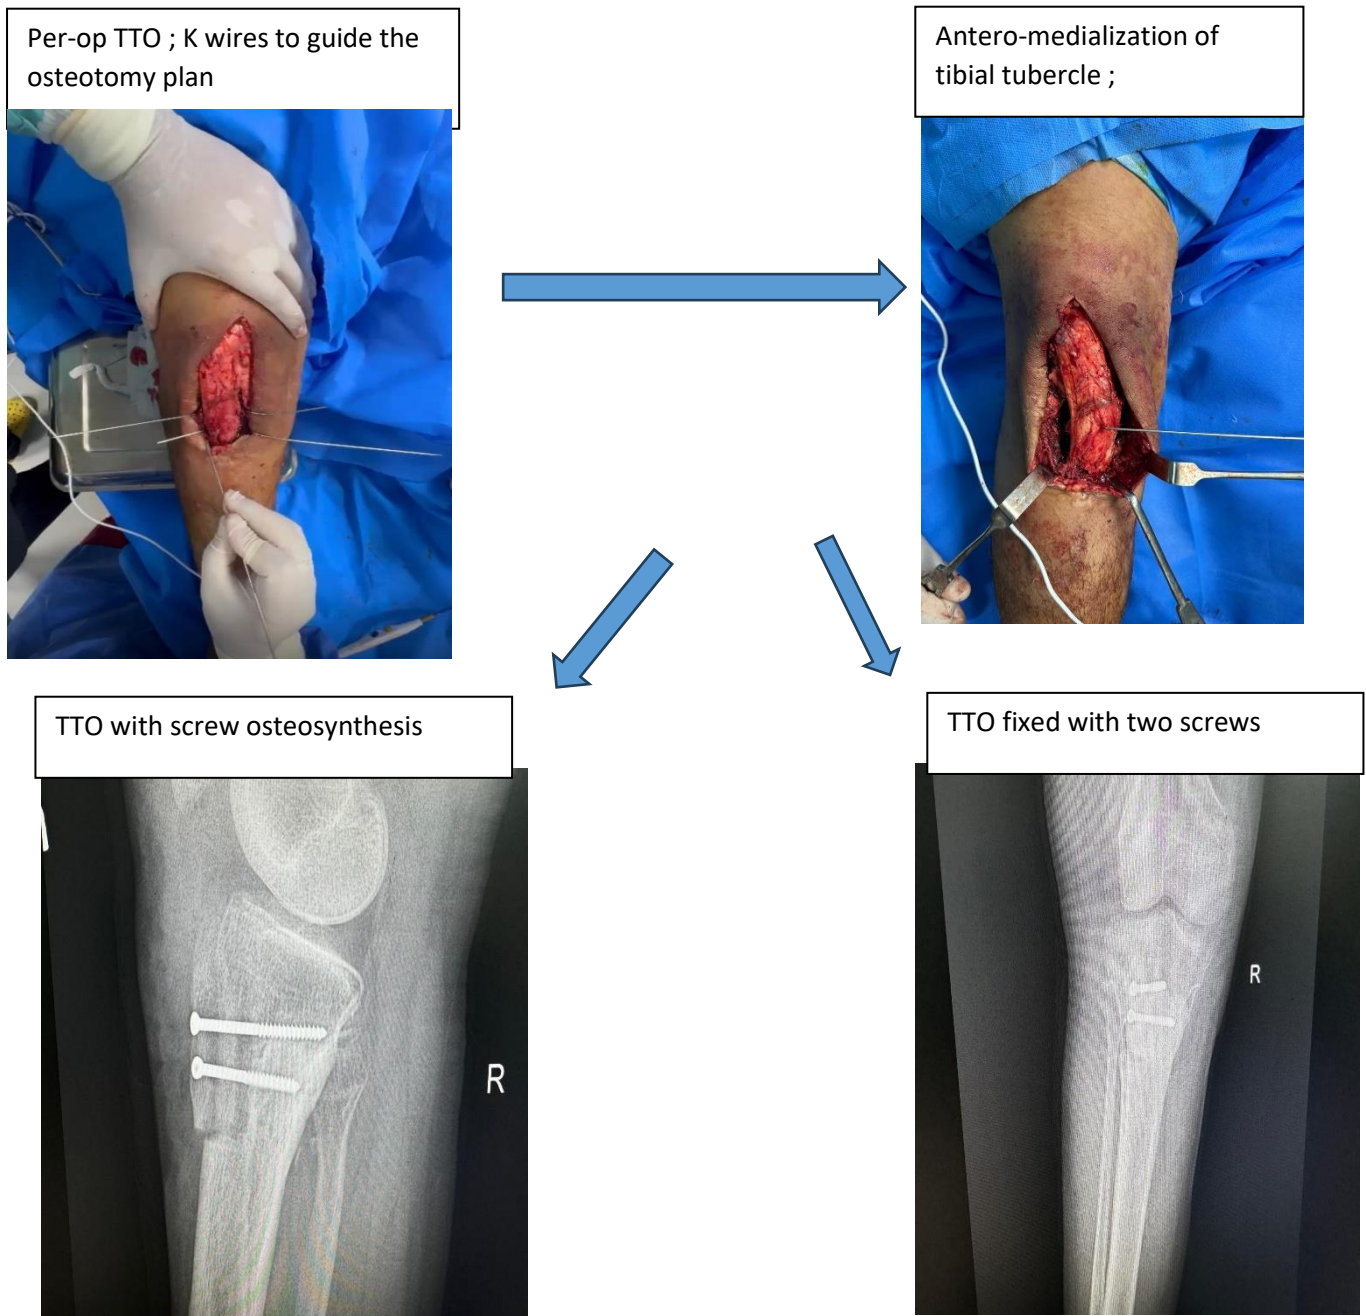 Per-op TTO ; K wires to guide the
osteotomy plan
Antero-medialization of
tibial tubercle ;
TTO with screw osteosynthesis
TTO fixed with two screws
R
R